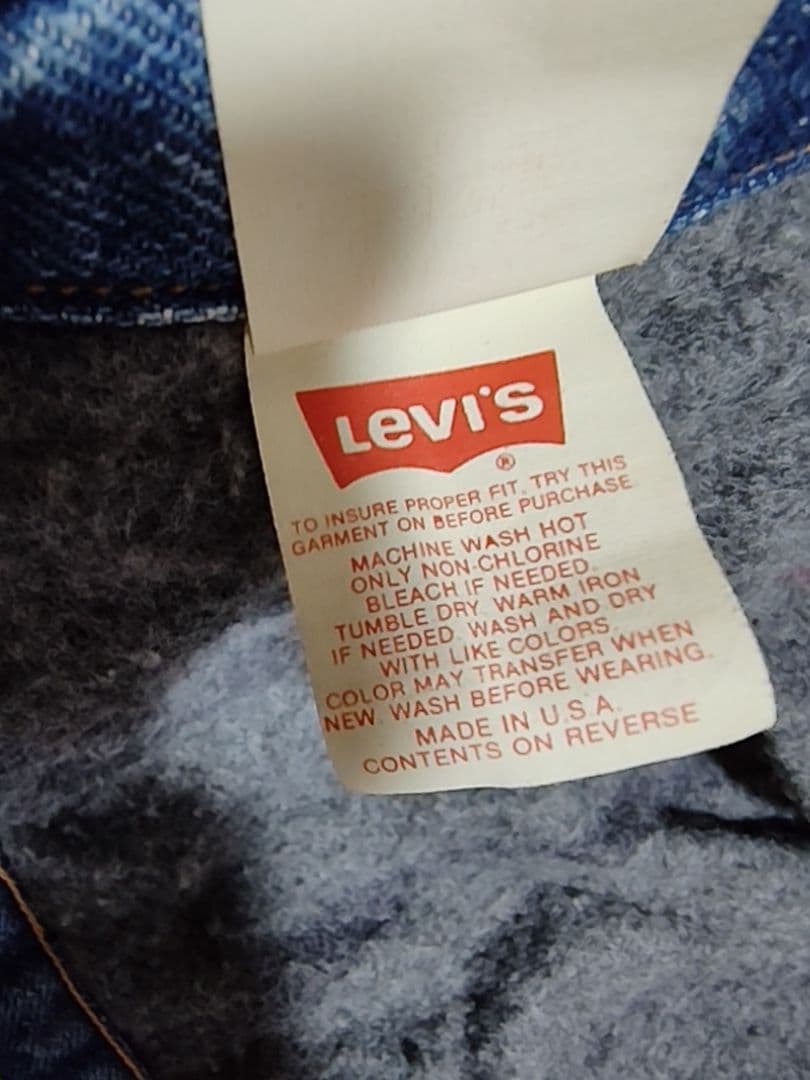 Levi's
®
TO INSURE PROPER FIT, TRY THIS
GARMENT ON BEFORE PURCHASE
MACHINE WASH HOT
ONLY NON-CHLORINE
BLEACH IF NEEDED.
TUMBLE DRY. WARM IRON
IF NEEDED. WASH AND DRY
WITH LIKE COLORS.
COLOR MAY TRANSFER WHEN
NEW. WASH BEFORE WEARING.
MADE IN U.S.A.
CONTENTS ON REVERSE